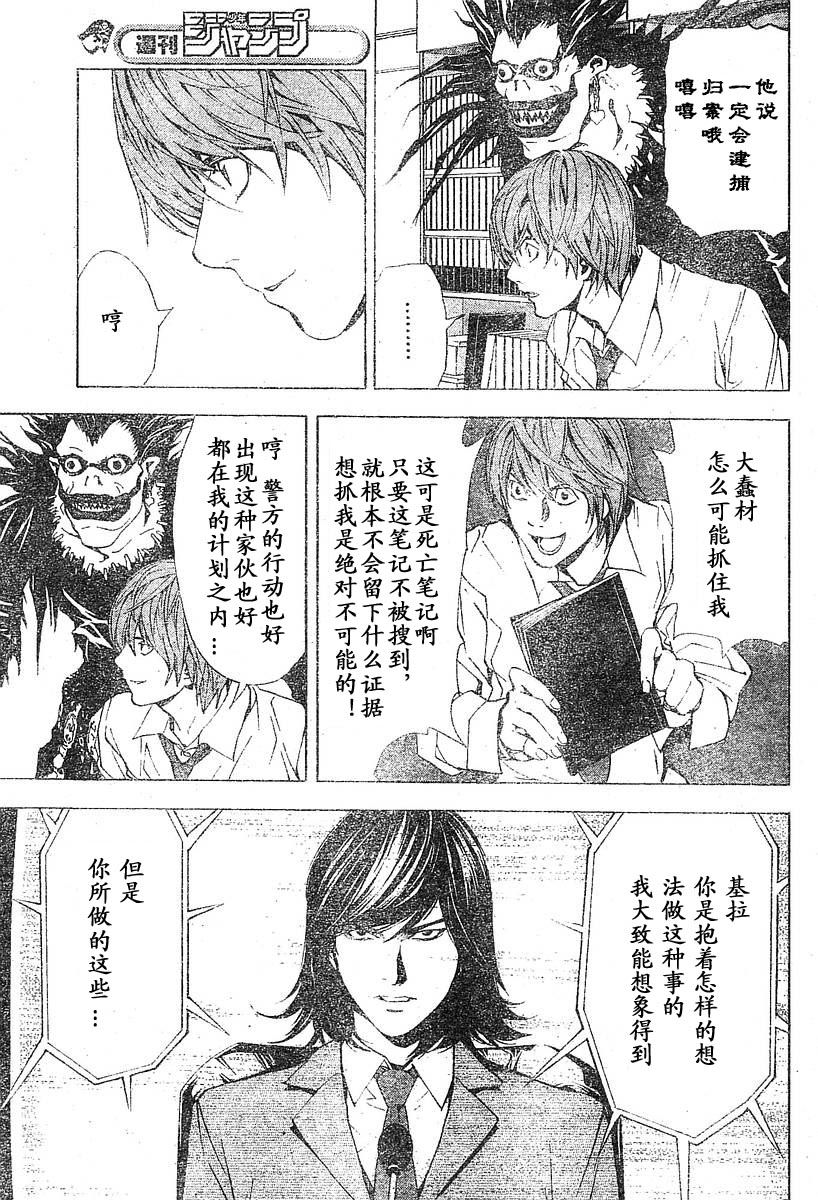 週刊少年ジャンプ
他说
一定会逮捕
归案哦
嘻嘻
………
哼
大蠢材
怎么可能抓住我
这可是死亡笔记啊
只要这笔记不被搜到,
就根本不会留下什么证据
想抓我是绝对不可能的!
哼 警方的行动也好
出现这种家伙也好
都在我的计划之内
…
基拉
你是抱着怎样的想
法做这种事的
我大致能想象得到
但是
你所做的这些…